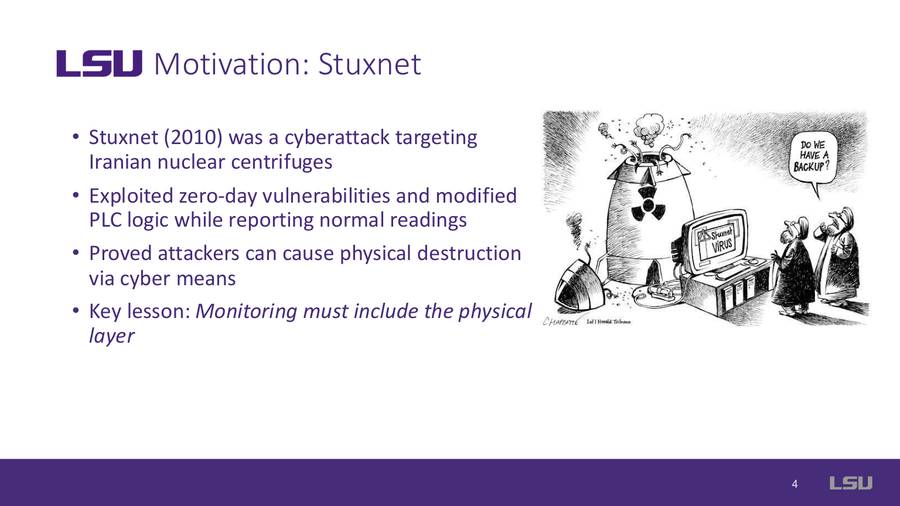 LSU Motivation: Stuxnet
• Stuxnet (2010) was a cyberattack targeting
Iranian nuclear centrifuges
• Exploited zero-day vulnerabilities and modified
PLC logic while reporting normal readings
• Proved attackers can cause physical destruction
via cyber means
• Key lesson: Monitoring must include the physical
layer
DO WE
HAVE A
BACKUP?
Stuxnet
VIRUS
CHAPPATTE Int'l Herald Tribune
4 LSU